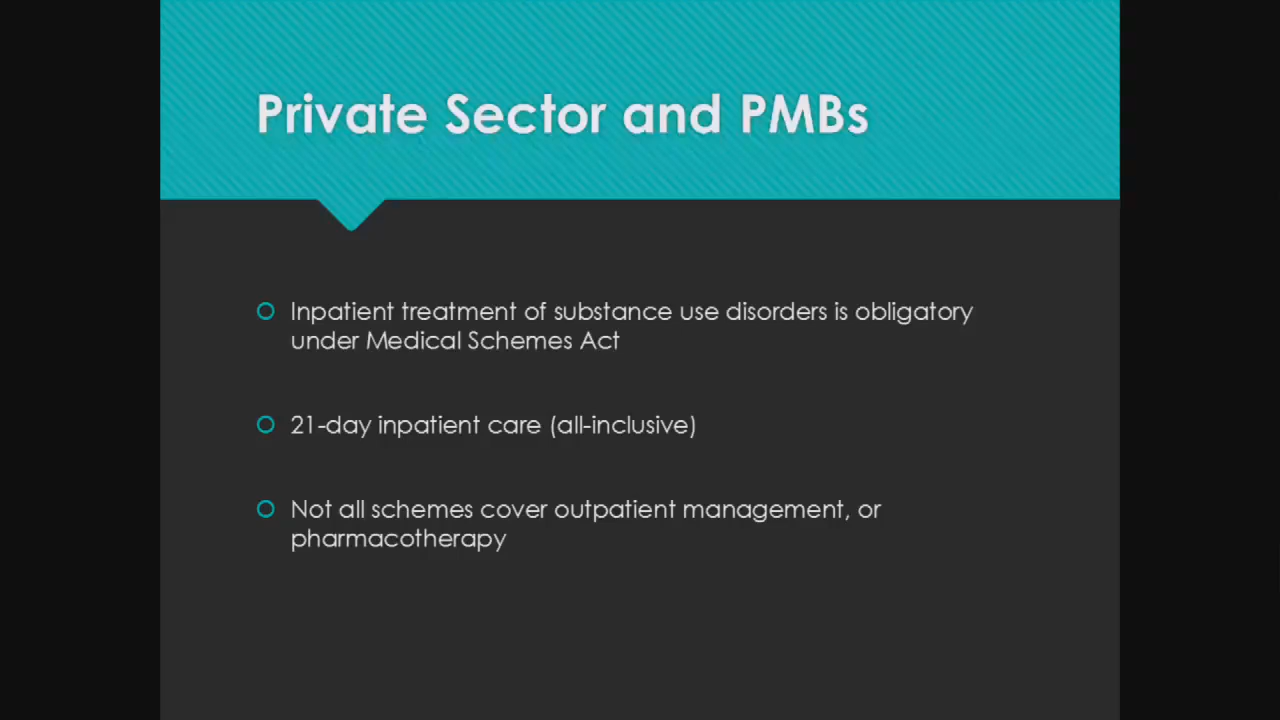 Private Sector and PMBs
Inpatient treatment of substance use disorders is obligatory
under Medical Schemes Act
21-day inpatient care (all-inclusive)
Not all schemes cover outpatient management, or
pharmacotherapy